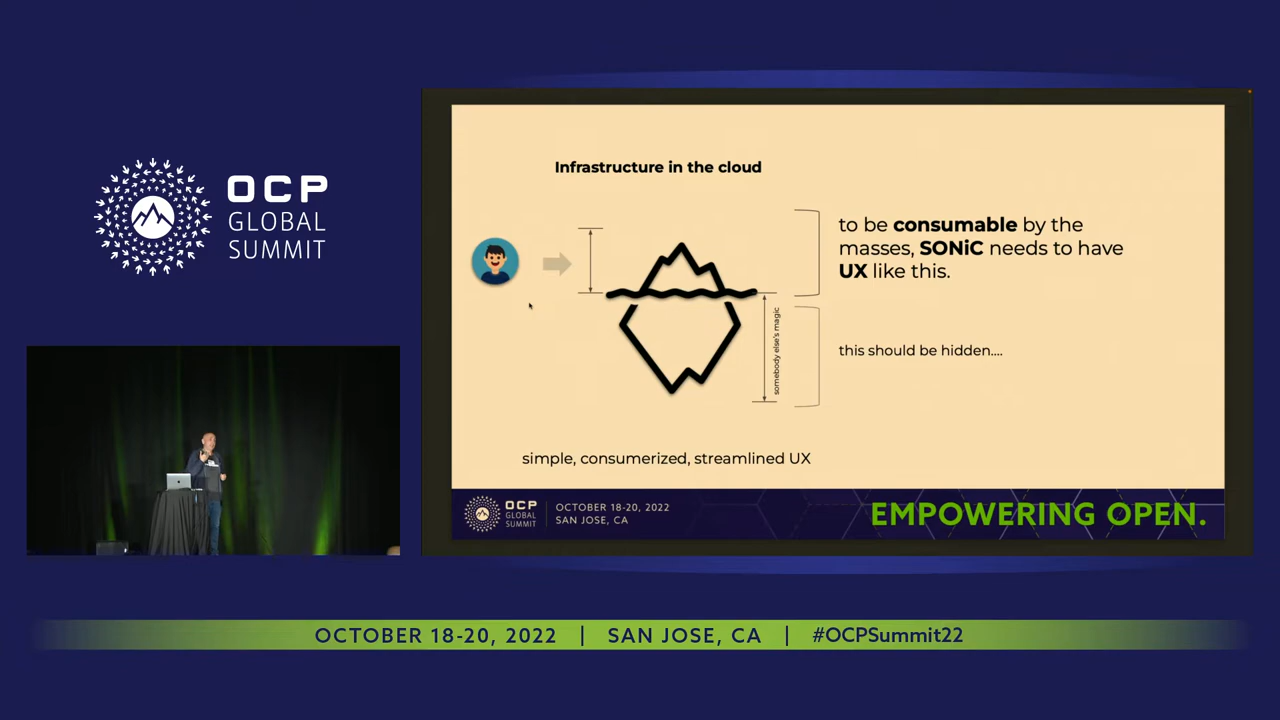 OCP
GLOBAL
SUMMIT
Infrastructure in the cloud
to be consumable by the
masses, SONiC needs to have
UX like this.
somebody else's magic
this should be hidden....
simple, consumerized, streamlined UX
OCP
GLOBAL
SUMMIT
OCTOBER 18-20, 2022
SAN JOSE, CA
EMPOWERING OPEN.
OCTOBER 18-20, 2022 | SAN JOSE, CA | #OCPSummit22